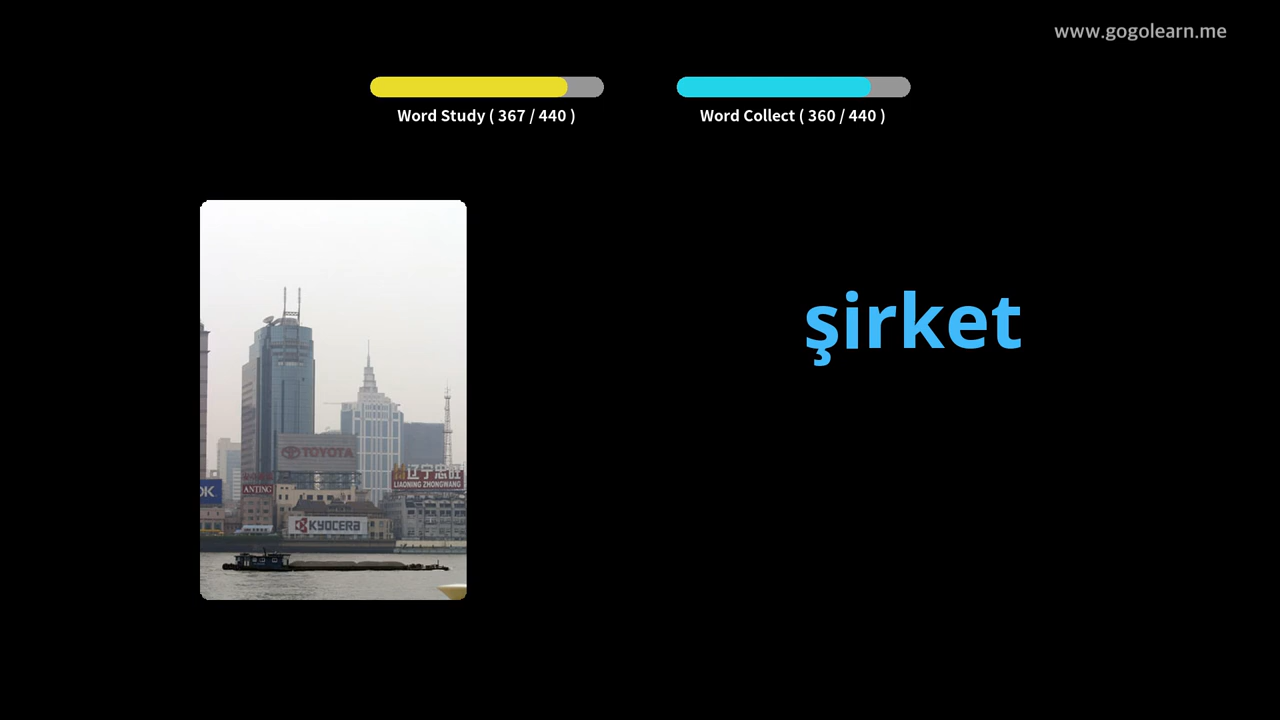 www.gogolearn.me
Word Study ( 367 / 440 )
Word Collect ( 360 / 440 )
şirket
TOYOTA
辽宁忠旺
LIAONING ZHONGWANG
OK
ANTING
KYOCERA